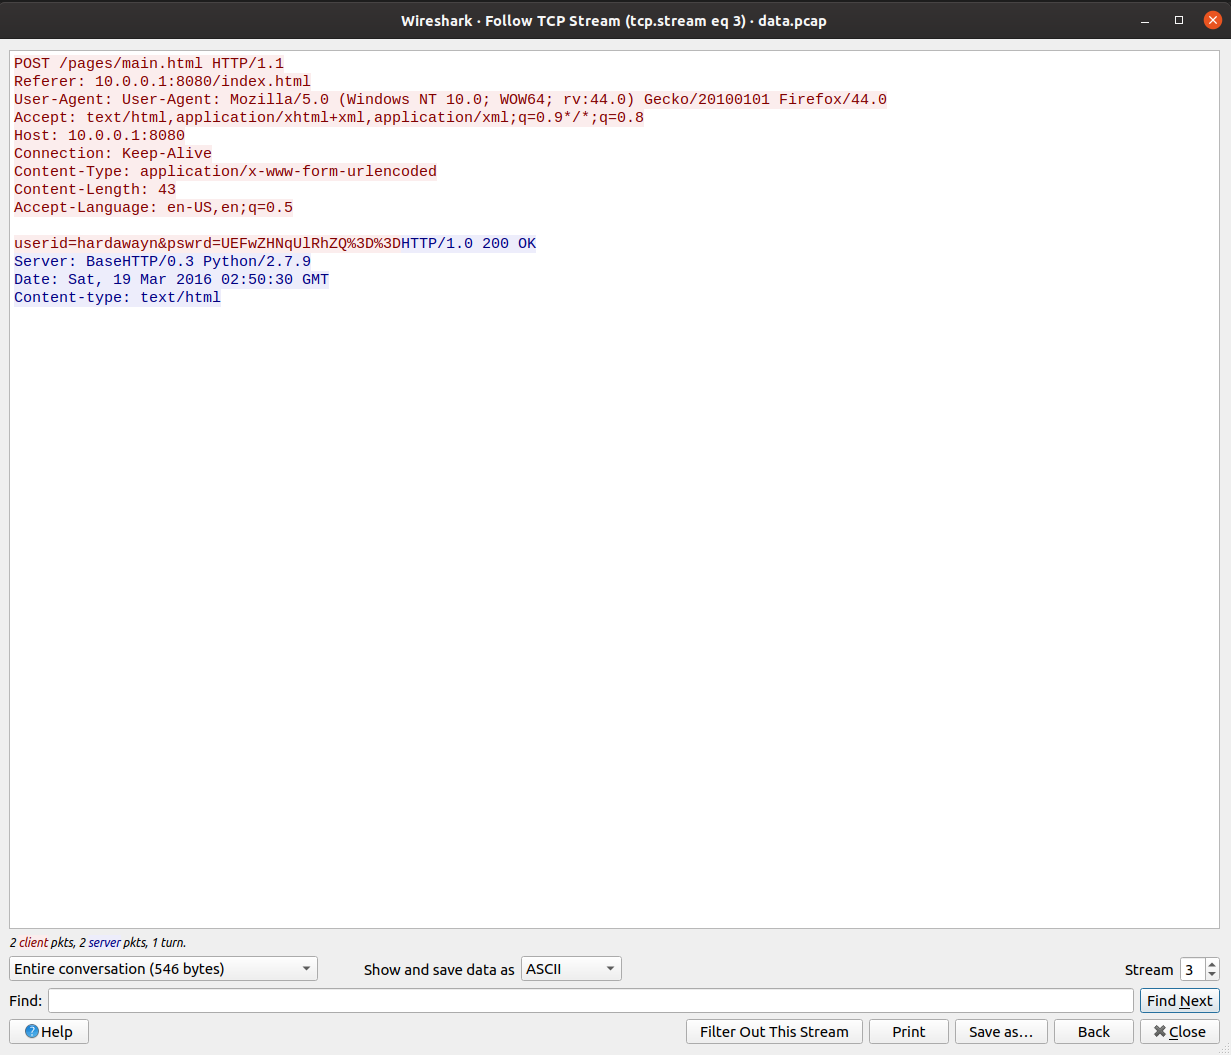 Wireshark · Follow TCP Stream (tcp.stream eq 3) · data.pcap
POST /pages/main.html HTTP/1.1
Referer: 10.0.0.1:8080/index.html
User-Agent: User-Agent: Mozilla/5.0 (Windows NT 10.0; WOW64; rv:44.0) Gecko/20100101 Firefox/44.0
Accept: text/html,application/xhtml+xml,application/xml;q=0.9*/*;q=0.8
Host: 10.0.0.1:8080
Connection: Keep-Alive
Content-Type: application/x-www-form-urlencoded
Content-Length: 43
Accept-Language: en-US,en;q=0.5
userid=hardawayn&pswrd=UEFwZHNqUlRhZQ%3D%3DHTTP/1.0 200 OK
Server: BaseHTTP/0.3 Python/2.7.9
Date: Sat, 19 Mar 2016 02:50:30 GMT
Content-type: text/html
2 client pkts, 2 server pkts, 1 turn.
Entire conversation (546 bytes) Show and save data as ASCII Stream 3
Find: Find Next
Help Filter Out This Stream Print Save as… Back Close